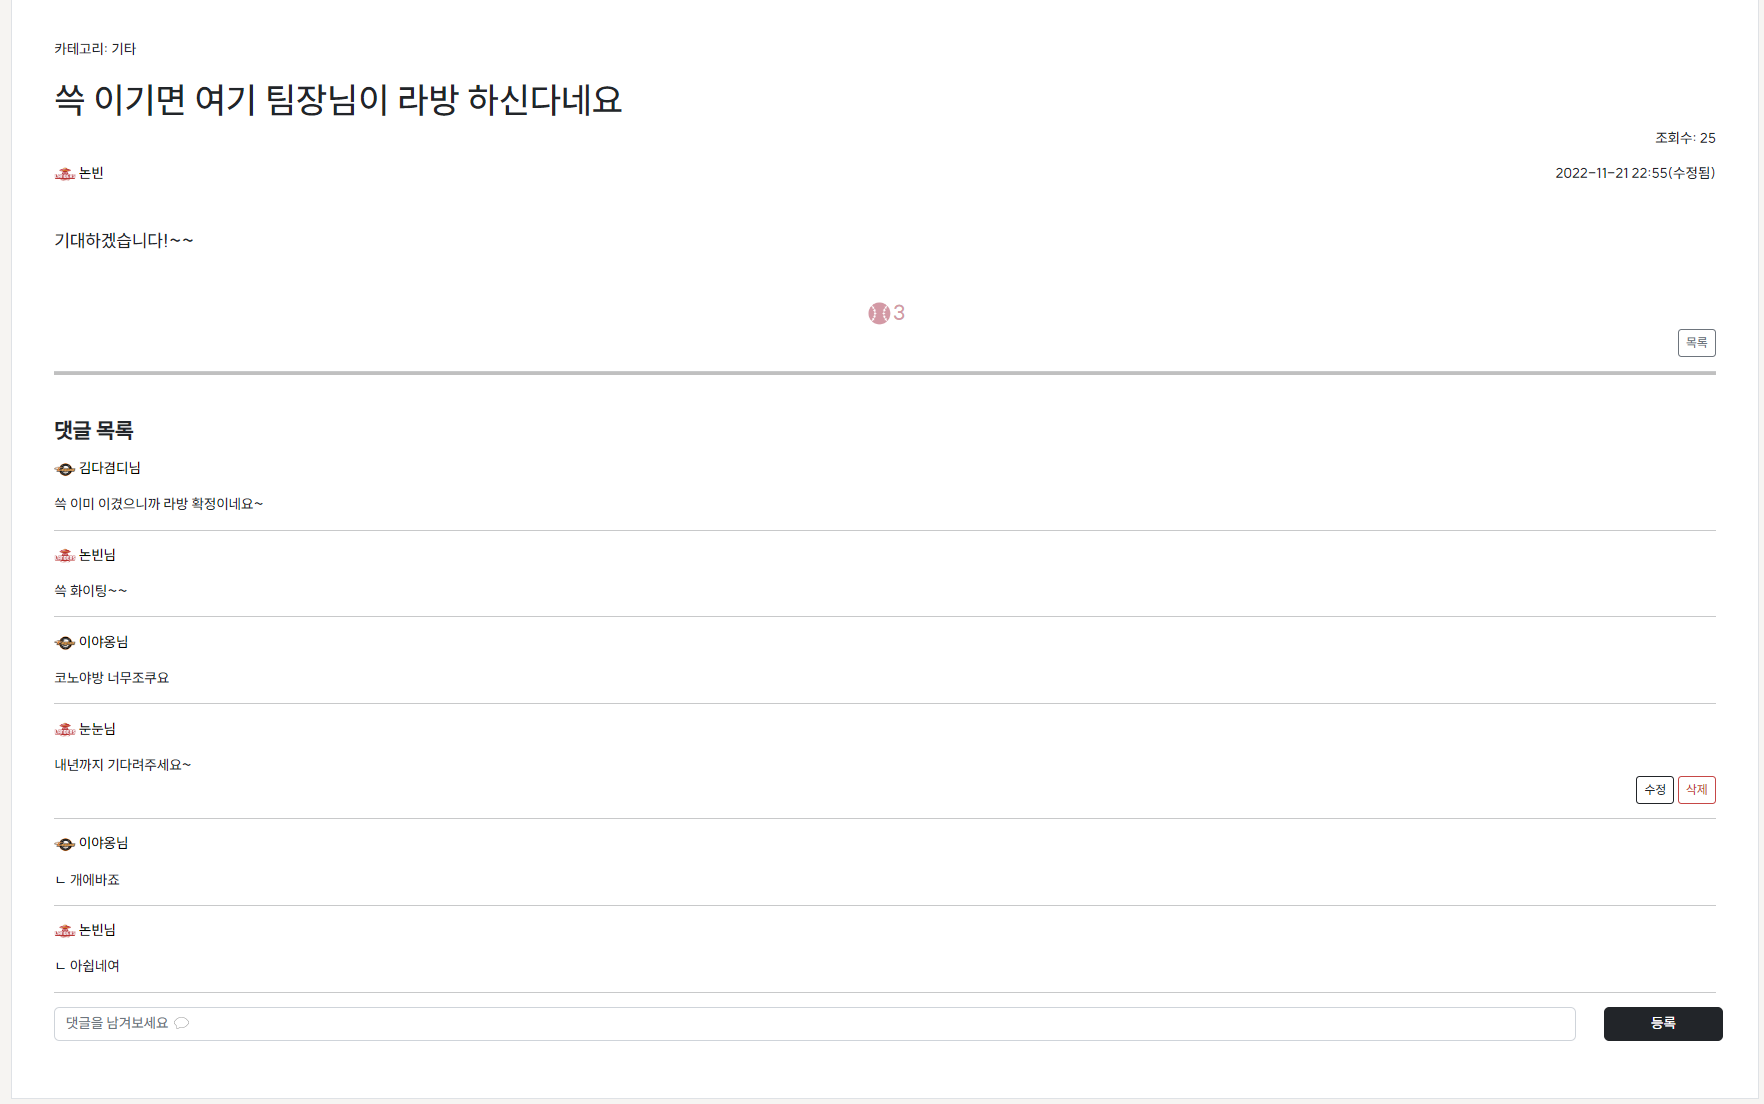 카테고리: 기타
쓱 이기면 여기 팀장님이 라방 하신다네요
조회수: 25
논빈
2022-11-21 22:55(수정됨)
기대하겠습니다!~~
3
목록
댓글 목록
김다겸디님
쓱 이미 이겼으니까 라방 확정이네요~
논빈님
쓱 화이팅~~
이야옹님
코노야방 너무조쿠요
눈눈님
내년까지 기다려주세요~
수정 삭제
이야옹님
ㄴ 개에바죠
논빈님
ㄴ 아쉽네여
댓글을 남겨보세요
등록